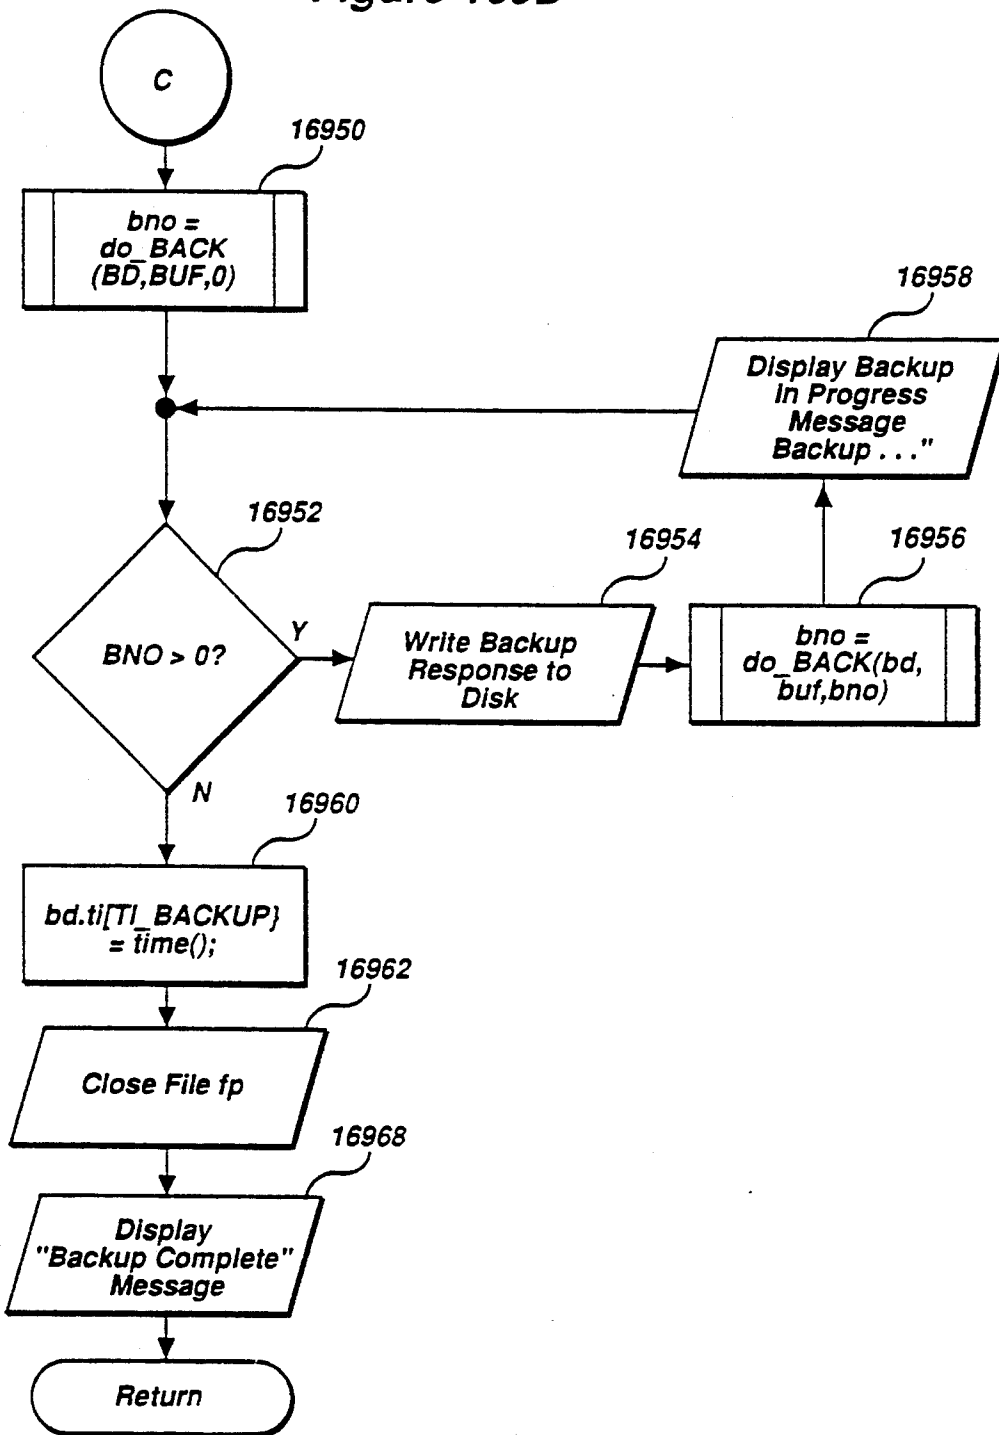 C
16950
bno =
do_BACK
(BD,BUF,0)
16958
Display Backup
in Progress
Message
Backup . . ."
16952
BNO > 0?
Y
N
16954
Write Backup
Response to
Disk
16956
bno =
do_BACK(bd,
buf,bno)
16960
bd.ti[TI_BACKUP}
= time();
16962
Close File fp
16968
Display
"Backup Complete"
Message
Return